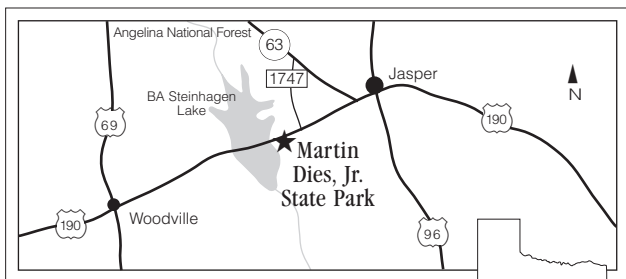 Angelina National Forest
63
1747
Jasper
BA Steinhagen
Lake
N
69
190
Martin
Dies, Jr.
State Park
Woodville
190
96